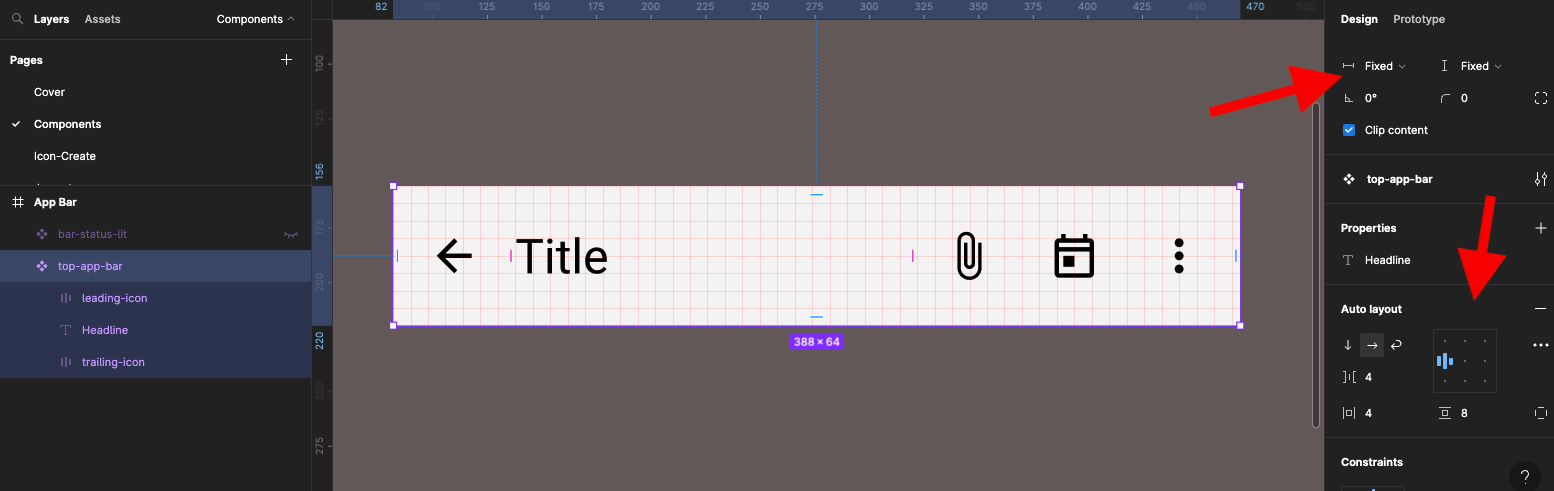 Layers Assets Components
Pages
Cover
Components
Icon-Create
App Bar
bar-status-lit
top-app-bar
leading-icon
Headline
trailing-icon
82 100 125 150 175 200 225 250 275 300 325 350 375 400 425 450 470 500
100
125
156
175
200
220
250
275
Title
388 × 64
Design Prototype
Fixed Fixed
0° 0
Clip content
top-app-bar
Properties
Headline
Auto layout
4
4 8
Constraints
?